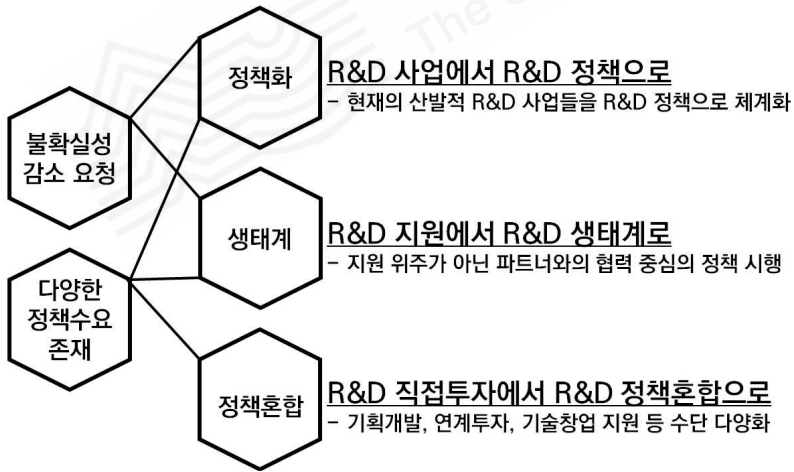 정책화
R&D 사업에서 R&D 정책으로
- 현재의 산발적 R&D 사업들을 R&D 정책으로 체계화
불확실성
감소 요청
생태계
R&D 지원에서 R&D 생태계로
- 지원 위주가 아닌 파트너와의 협력 중심의 정책 시행
다양한
정책수요
존재
정책혼합
R&D 직접투자에서 R&D 정책혼합으로
- 기획개발, 연계투자, 기술창업 지원 등 수단 다양화
The